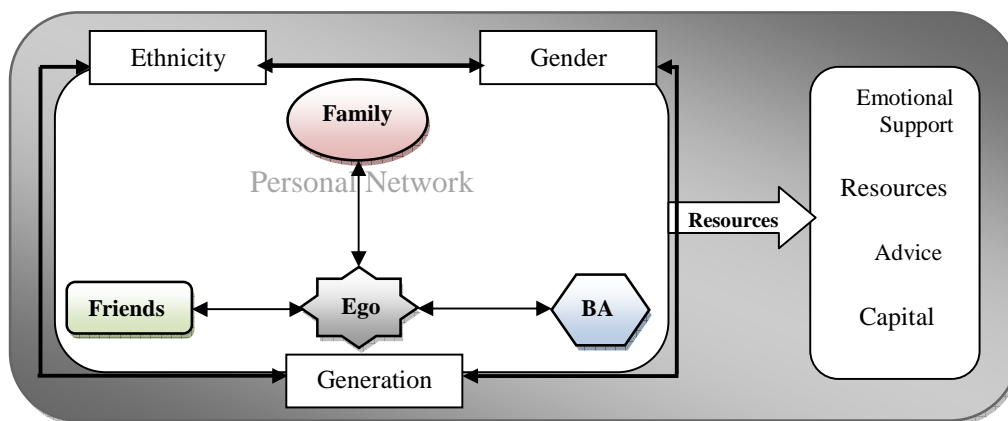 Ethnicity
Gender
Family
Personal Network
Friends
Ego
BA
Generation
Resources
Emotional
Support
Resources
Advice
Capital